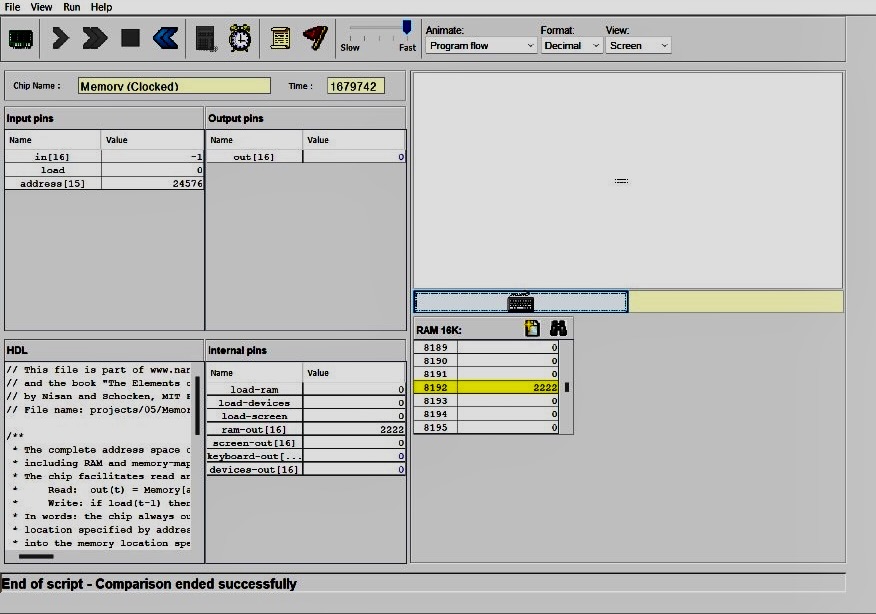 File View Run Help
Animate: Format: View:
Slow Fast Program flow Decimal Screen
Chip Name : Memory (Clocked) Time : 1679742
Input pins
Name Value
in[16] -1
load 0
address[15] 24576
Output pins
Name Value
out[16] 0
HDL
// This file is part of www.nan
// and the book "The Elements o
// by Nisan and Schocken, MIT P
// File name: projects/05/Memor
/**
* The complete address space o
* including RAM and memory-map
* The chip facilitates read an
* Read: out(t) = Memory[a
* Write: if load(t-1) then
* In words: the chip always ou
* location specified by addres
* into the memory location spe
Internal pins
Name Value
load-ram 0
load-devices 0
load-screen 0
ram-out[16] 2222
screen-out[16] 0
keyboard-out[... 0
devices-out[16] 0
RAM 16K:
8189 0
8190 0
8191 0
8192 2222
8193 0
8194 0
8195 0
End of script - Comparison ended successfully